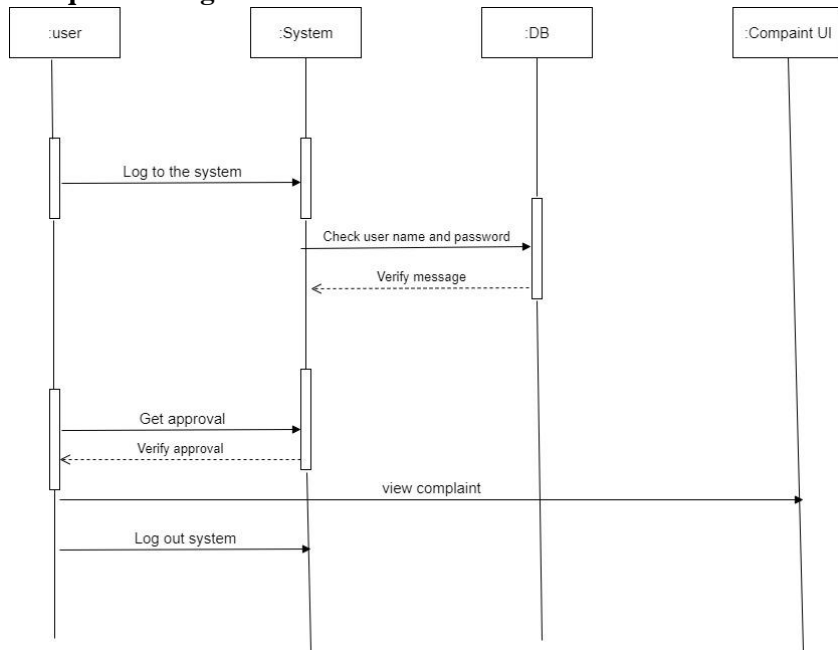 :user
:System
:DB
:Compaint UI
Log to the system
Check user name and password
Verify message
Get approval
Verify approval
view complaint
Log out system